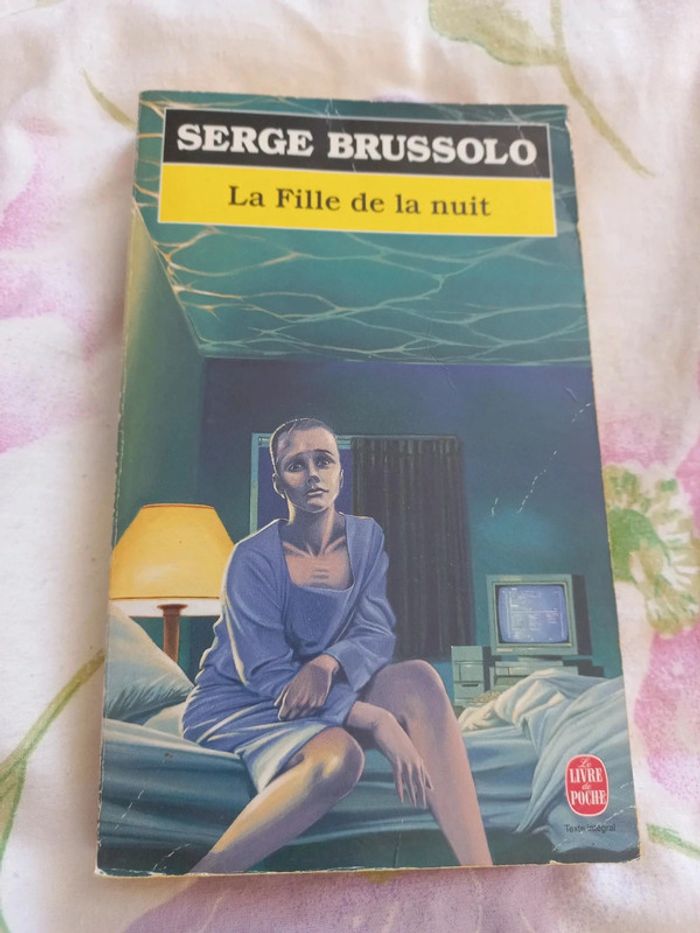 SERGE BRUSSOLO
La Fille de la nuit
Le
LIVRE
de
POCHE
Texte intégral